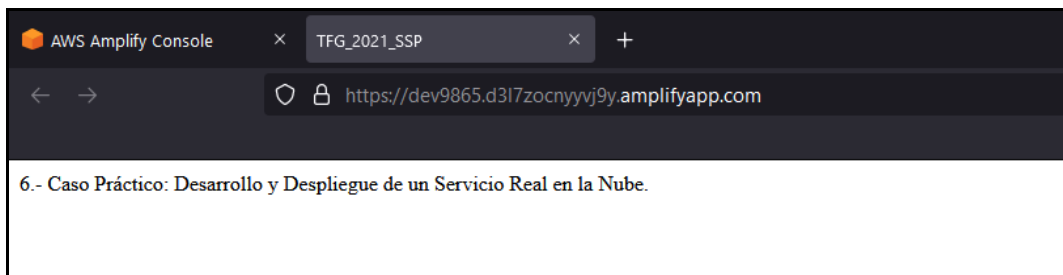 AWS Amplify Console
TFG_2021_SSP
https://dev9865.d3l7zocnyyvj9y.amplifyapp.com
6.- Caso Práctico: Desarrollo y Despliegue de un Servicio Real en la Nube.